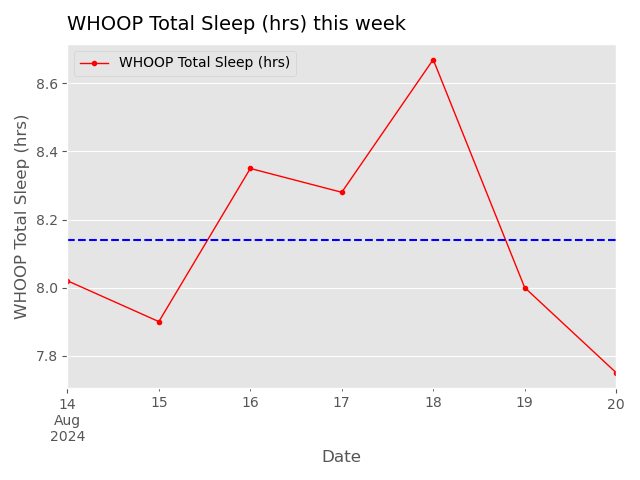 WHOOP Total Sleep (hrs) this week
WHOOP Total Sleep (hrs)
WHOOP Total Sleep (hrs)
8.6
8.4
8.2
8.0
7.8
14 15 16 17 18 19 20
Aug
2024
Date